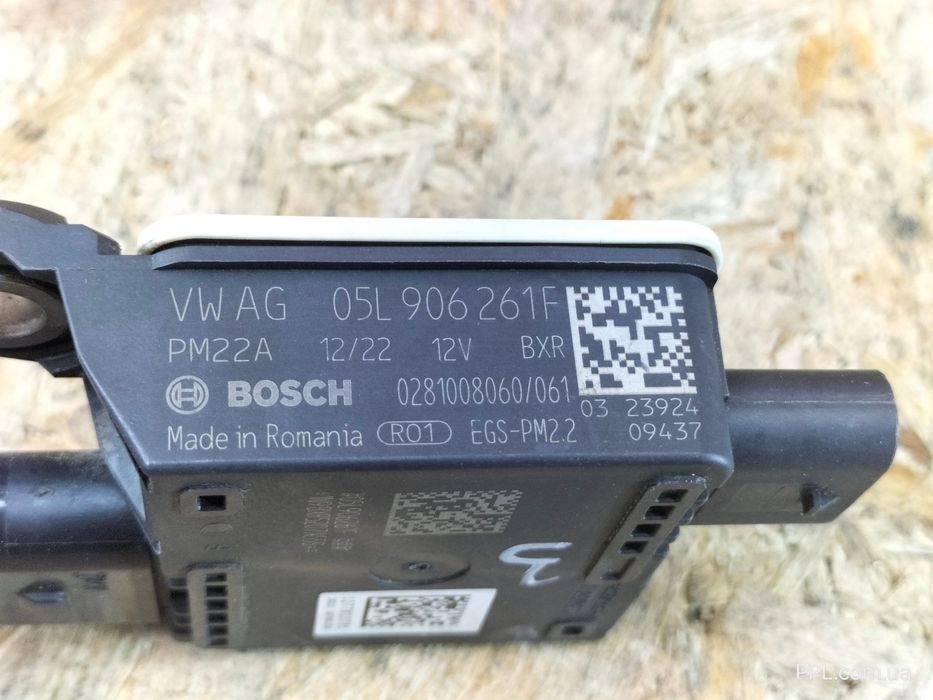 VW AG 05L 906 261F
PM22A 12/22 12V BXR
BOSCH 0281008060/061
03 23924
Made in Romania R01 EGS-PM2.2
09437
PPL.com.ua